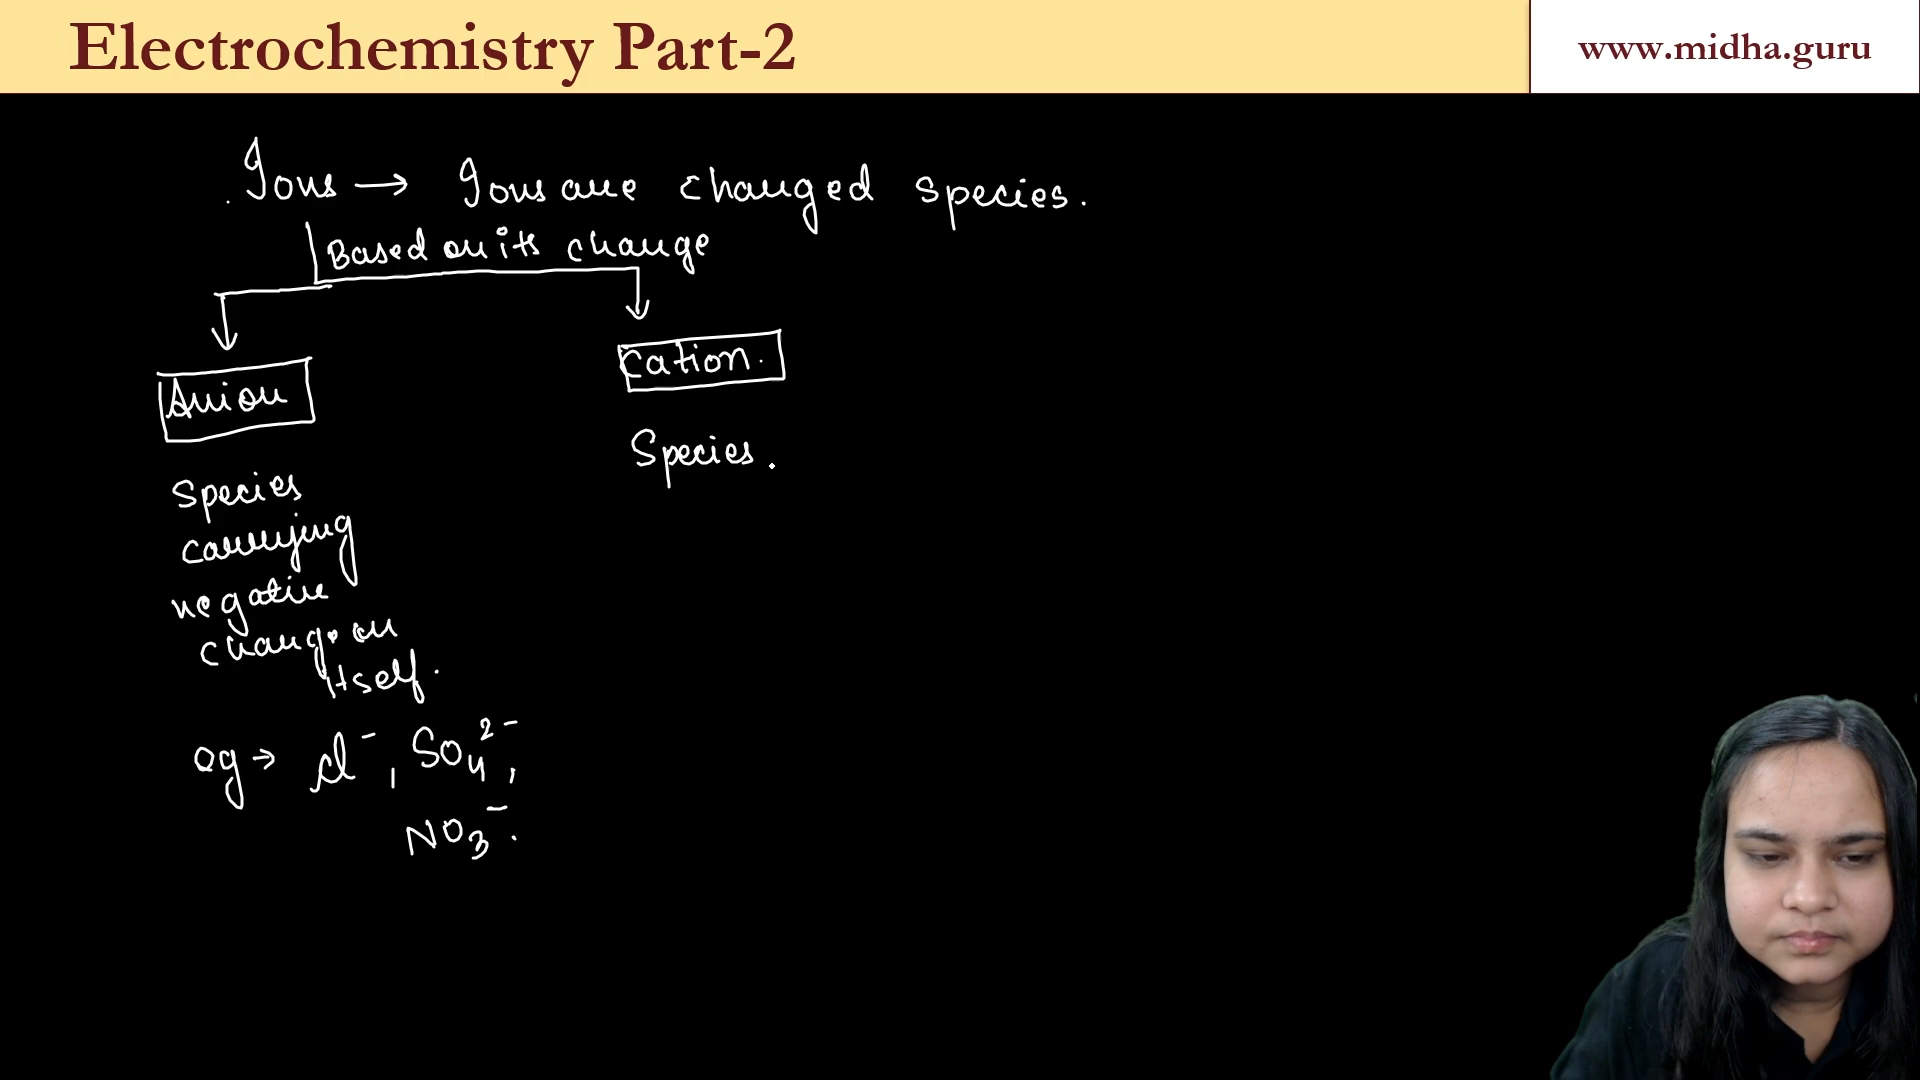 Electrochemistry Part-2
www.midha.guru
Ions → Ions are charged species.
Based on its charge
Anion
Cation.
Species
carrying
negative
charge on
itself.
Species.
eg → Cl⁻, SO₄²⁻,
NO₃⁻.